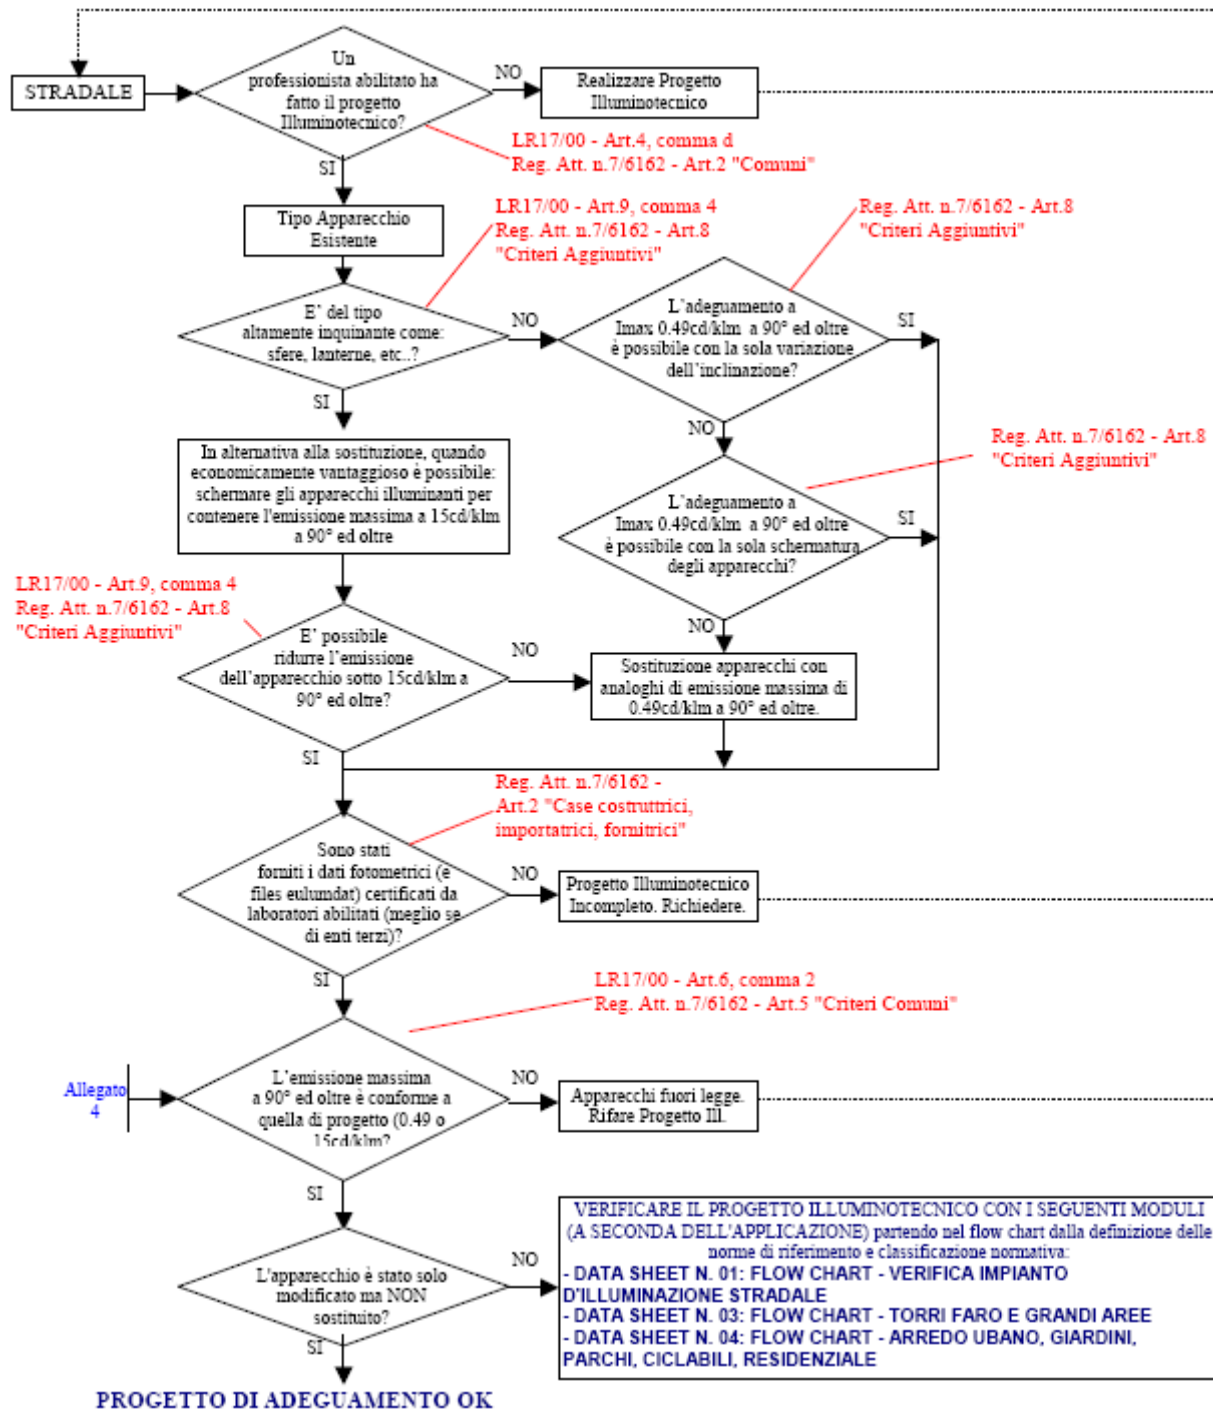 STRADALE
Un
professionista abilitato ha
fatto il progetto
Illuminotecnico?
NO
Realizzare Progetto
Illuminotecnico
LR17/00 - Art.4, comma d
Reg. Att. n.7/6162 - Art.2 "Comuni"
SI
Tipo Apparecchio
Esistente
LR17/00 - Art.9, comma 4
Reg. Att. n.7/6162 - Art.8
"Criteri Aggiuntivi"
Reg. Att. n.7/6162 - Art.8
"Criteri Aggiuntivi"
E' del tipo
altamente inquinante come:
sfere, lanterne, etc..?
NO
L'adeguamento a
Imax 0.49cd/klm a 90° ed oltre
è possibile con la sola variazione
dell'inclinazione?
SI
SI
NO
In alternativa alla sostituzione, quando
economicamente vantaggioso è possibile:
schermare gli apparecchi illuminanti per
contenere l'emissione massima a 15cd/klm
a 90° ed oltre
Reg. Att. n.7/6162 - Art.8
"Criteri Aggiuntivi"
L'adeguamento a
Imax 0.49cd/klm a 90° ed oltre
è possibile con la sola schermatura
degli apparecchi?
SI
LR17/00 - Art.9, comma 4
Reg. Att. n.7/6162 - Art.8
"Criteri Aggiuntivi"
NO
E' possibile
ridurre l'emissione
dell'apparecchio sotto 15cd/klm a
90° ed oltre?
NO
Sostituzione apparecchi con
analoghi di emissione massima di
0.49cd/klm a 90° ed oltre.
SI
Reg. Att. n.7/6162 -
Art.2 "Case costruttrici,
importatrici, fornitrici"
Sono stati
forniti i dati fotometrici (e
files eulumdat) certificati da
laboratori abilitati (meglio se
di enti terzi)?
NO
Progetto Illuminotecnico
Incompleto. Richiedere.
SI
LR17/00 - Art.6, comma 2
Reg. Att. n.7/6162 - Art.5 "Criteri Comuni"
Allegato
4
L'emissione massima
a 90° ed oltre è conforme a
quella di progetto (0.49 o
15cd/klm?
NO
Apparecchi fuori legge.
Rifare Progetto Ill.
SI
L'apparecchio è stato solo
modificato ma NON
sostituito?
NO
VERIFICARE IL PROGETTO ILLUMINOTECNICO CON I SEGUENTI MODULI
(A SECONDA DELL'APPLICAZIONE) partendo nel flow chart dalla definizione delle
norme di riferimento e classificazione normativa:
- DATA SHEET N. 01: FLOW CHART - VERIFICA IMPIANTO
D'ILLUMINAZIONE STRADALE
- DATA SHEET N. 03: FLOW CHART - TORRI FARO E GRANDI AREE
- DATA SHEET N. 04: FLOW CHART - ARREDO UBANO, GIARDINI,
PARCHI, CICLABILI, RESIDENZIALE
SI
PROGETTO DI ADEGUAMENTO OK